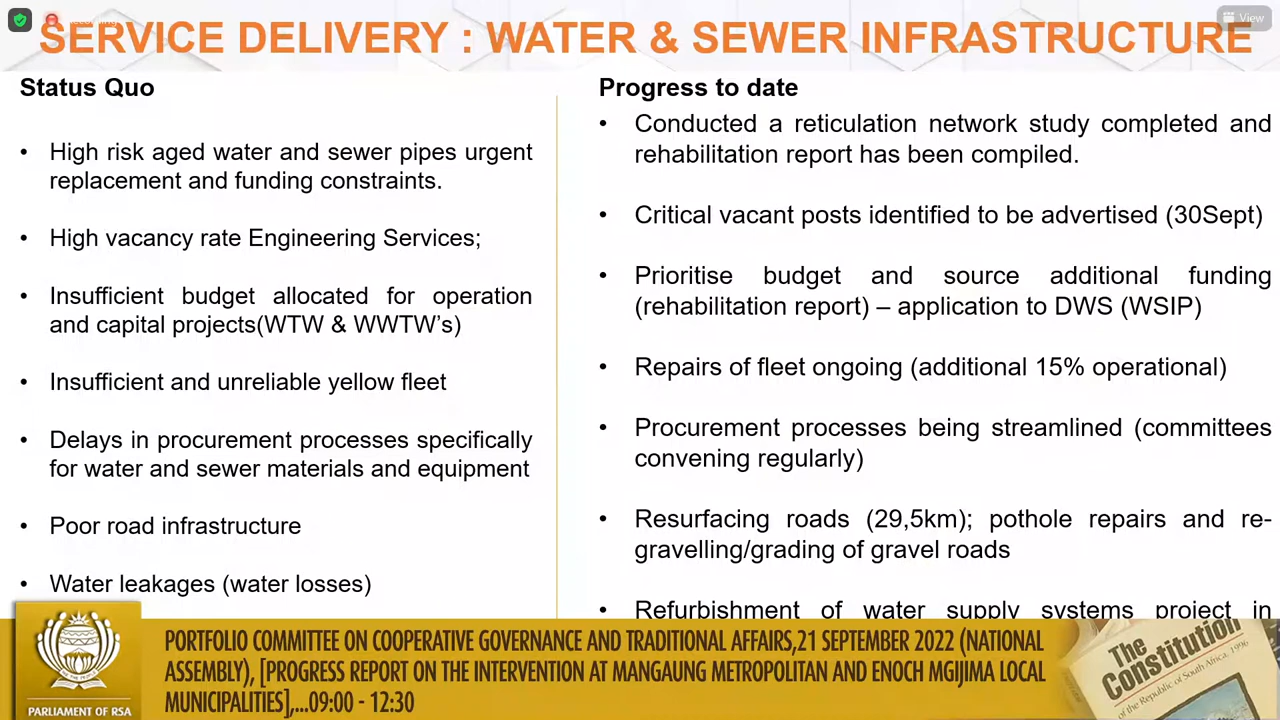 SERVICE DELIVERY : WATER & SEWER INFRASTRUCTURE
View
Status Quo
• High risk aged water and sewer pipes urgent
replacement and funding constraints.
• High vacancy rate Engineering Services;
• Insufficient budget allocated for operation
and capital projects(WTW & WWTW’s)
• Insufficient and unreliable yellow fleet
• Delays in procurement processes specifically
for water and sewer materials and equipment
• Poor road infrastructure
• Water leakages (water losses)
Progress to date
• Conducted a reticulation network study completed and
rehabilitation report has been compiled.
• Critical vacant posts identified to be advertised (30Sept)
• Prioritise budget and source additional funding
(rehabilitation report) – application to DWS (WSIP)
• Repairs of fleet ongoing (additional 15% operational)
• Procurement processes being streamlined (committees
convening regularly)
• Resurfacing roads (29,5km); pothole repairs and re-
gravelling/grading of gravel roads
• Refurbishment of water supply systems project in
PARLIAMENT OF RSA
PORTFOLIO COMMITTEE ON COOPERATIVE GOVERNANCE AND TRADITIONAL AFFAIRS,21 SEPTEMBER 2022 (NATIONAL
ASSEMBLY), [PROGRESS REPORT ON THE INTERVENTION AT MANGAUNG METROPOLITAN AND ENOCH MGIJIMA LOCAL
MUNICIPALITIES],...09:00 - 12:30
The
Constitution
of the Republic of South Africa, 1996